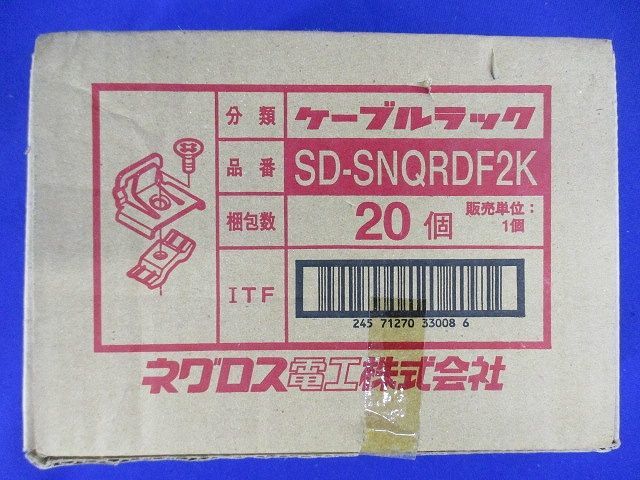 分類 ケーブルラック
品番 SD-SNQRDF2K
梱包数 20個 販売単位：
1個
ITF
245 71270 33008 6
ネグロス電工株式会社